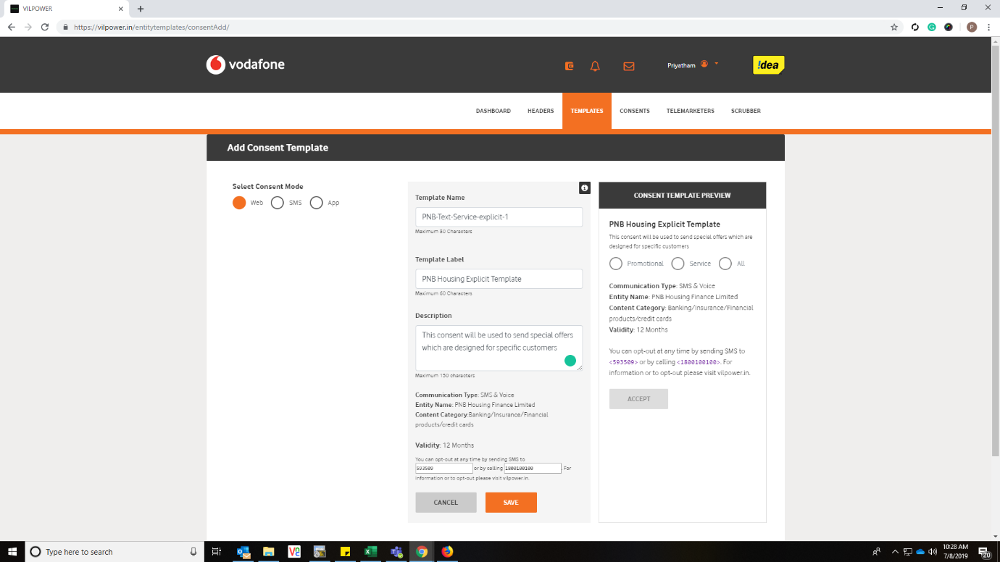 VILPOWER
https://vilpower.in/entitytemplates/consentAdd/
P
vodafone
Priyatham
!dea
DASHBOARD HEADERS TEMPLATES CONSENTS TELEMARKETERS SCRUBBER
Add Consent Template
Select Consent Mode
Web SMS App
Template Name
PNB-Text-Service-explicit-1
Maximum 30 Characters
Template Label
PNB Housing Explicit Template
Maximum 60 Characters
Description
This consent will be used to send special offers
which are designed for specific customers
Maximum 150 characters
Communication Type: SMS & Voice
Entity Name: PNB Housing Finance Limited
Content Category:Banking/Insurance/Financial
products/credit cards
Validity: 12 Months
You can opt-out at any time by sending SMS to
593509 or by calling 1800100100 . For
information or to opt-out please visit vilpower.in.
CANCEL SAVE
CONSENT TEMPLATE PREVIEW
PNB Housing Explicit Template
This consent will be used to send special offers which are
designed for specific customers
Promotional Service All
Communication Type: SMS & Voice
Entity Name: PNB Housing Finance Limited
Content Category: Banking/Insurance/Financial
products/credit cards
Validity: 12 Months
You can opt-out at any time by sending SMS to
<593509> or by calling <1800100100>. For
information or to opt-out please visit vilpower.in.
ACCEPT
Type here to search
10:28 AM
7/8/2019
20